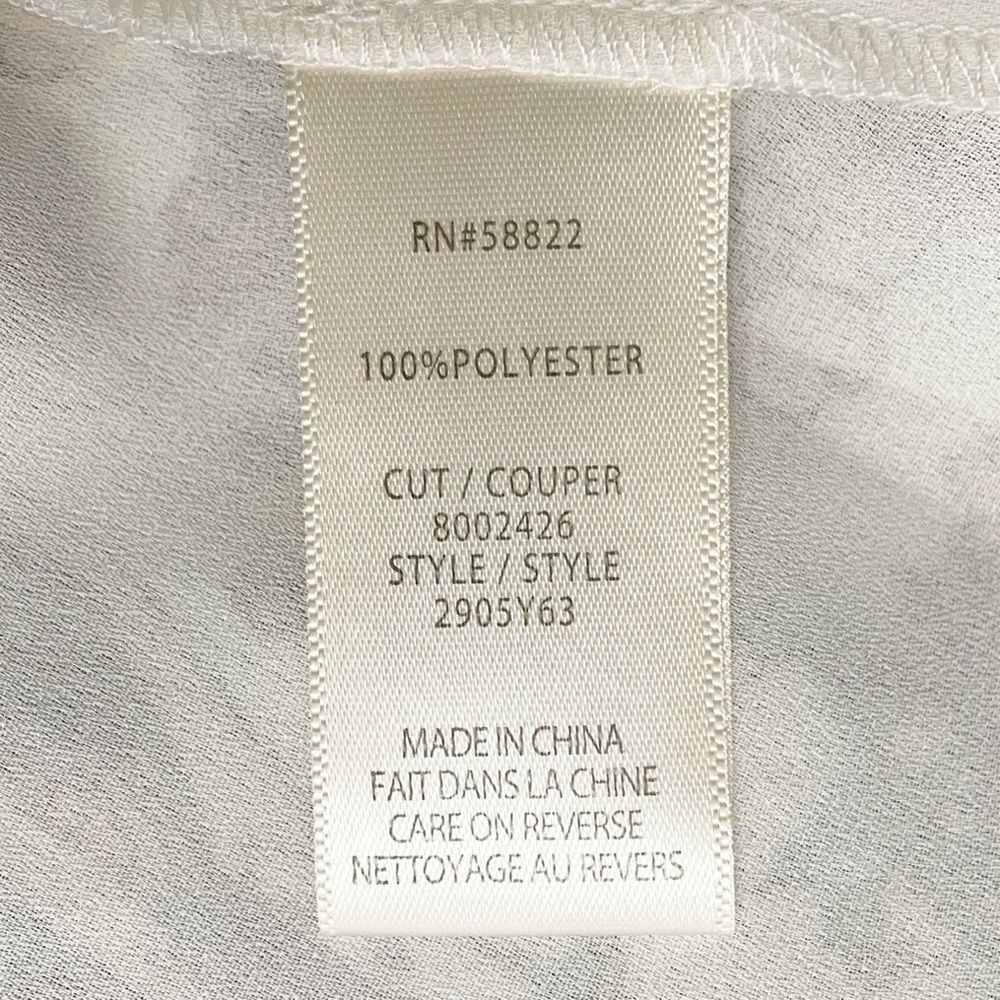 RN#58822
100%POLYESTER
CUT / COUPER
8002426
STYLE / STYLE
2905Y63
MADE IN CHINA
FAIT DANS LA CHINE
CARE ON REVERSE
NETTOYAGE AU REVERS